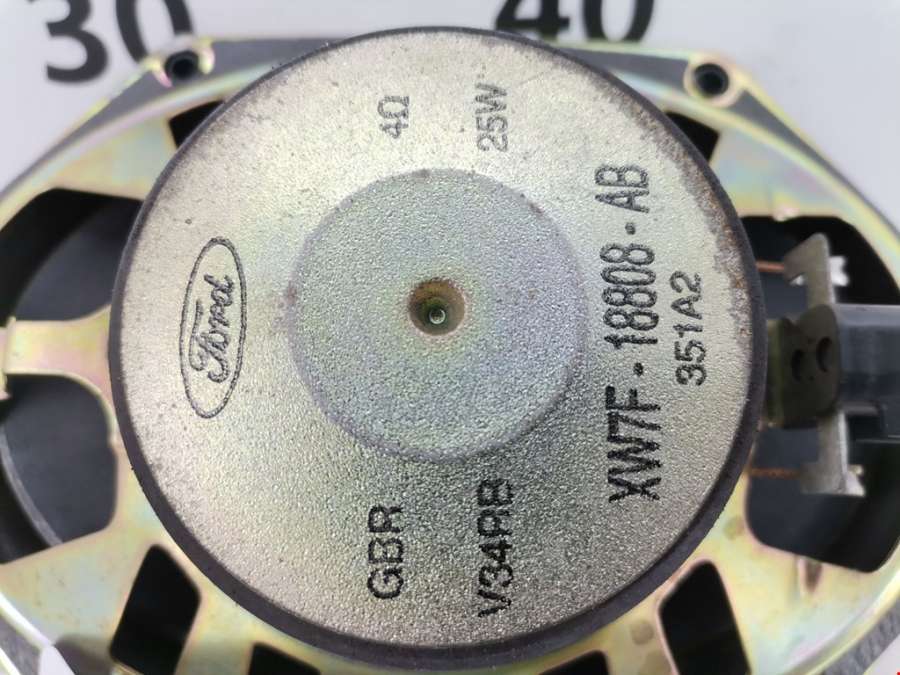 30
40
4Ω
25W
Ford
XW7F-18808-AB
351A2
GBR
V34RB